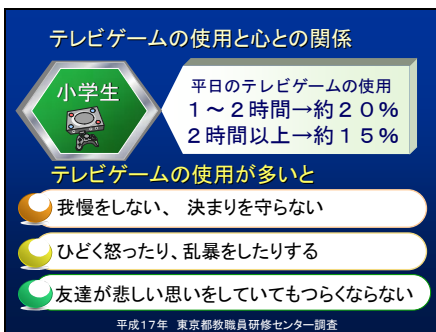 テレビゲームの使用と心との関係
小学生
平日のテレビゲームの使用
１～２時間→約２０％
２時間以上→約１５％
テレビゲームの使用が多いと
我慢をしない、 決まりを守らない
ひどく怒ったり、乱暴をしたりする
友達が悲しい思いをしていてもつらくならない
平成17年 東京都教職員研修センター調査